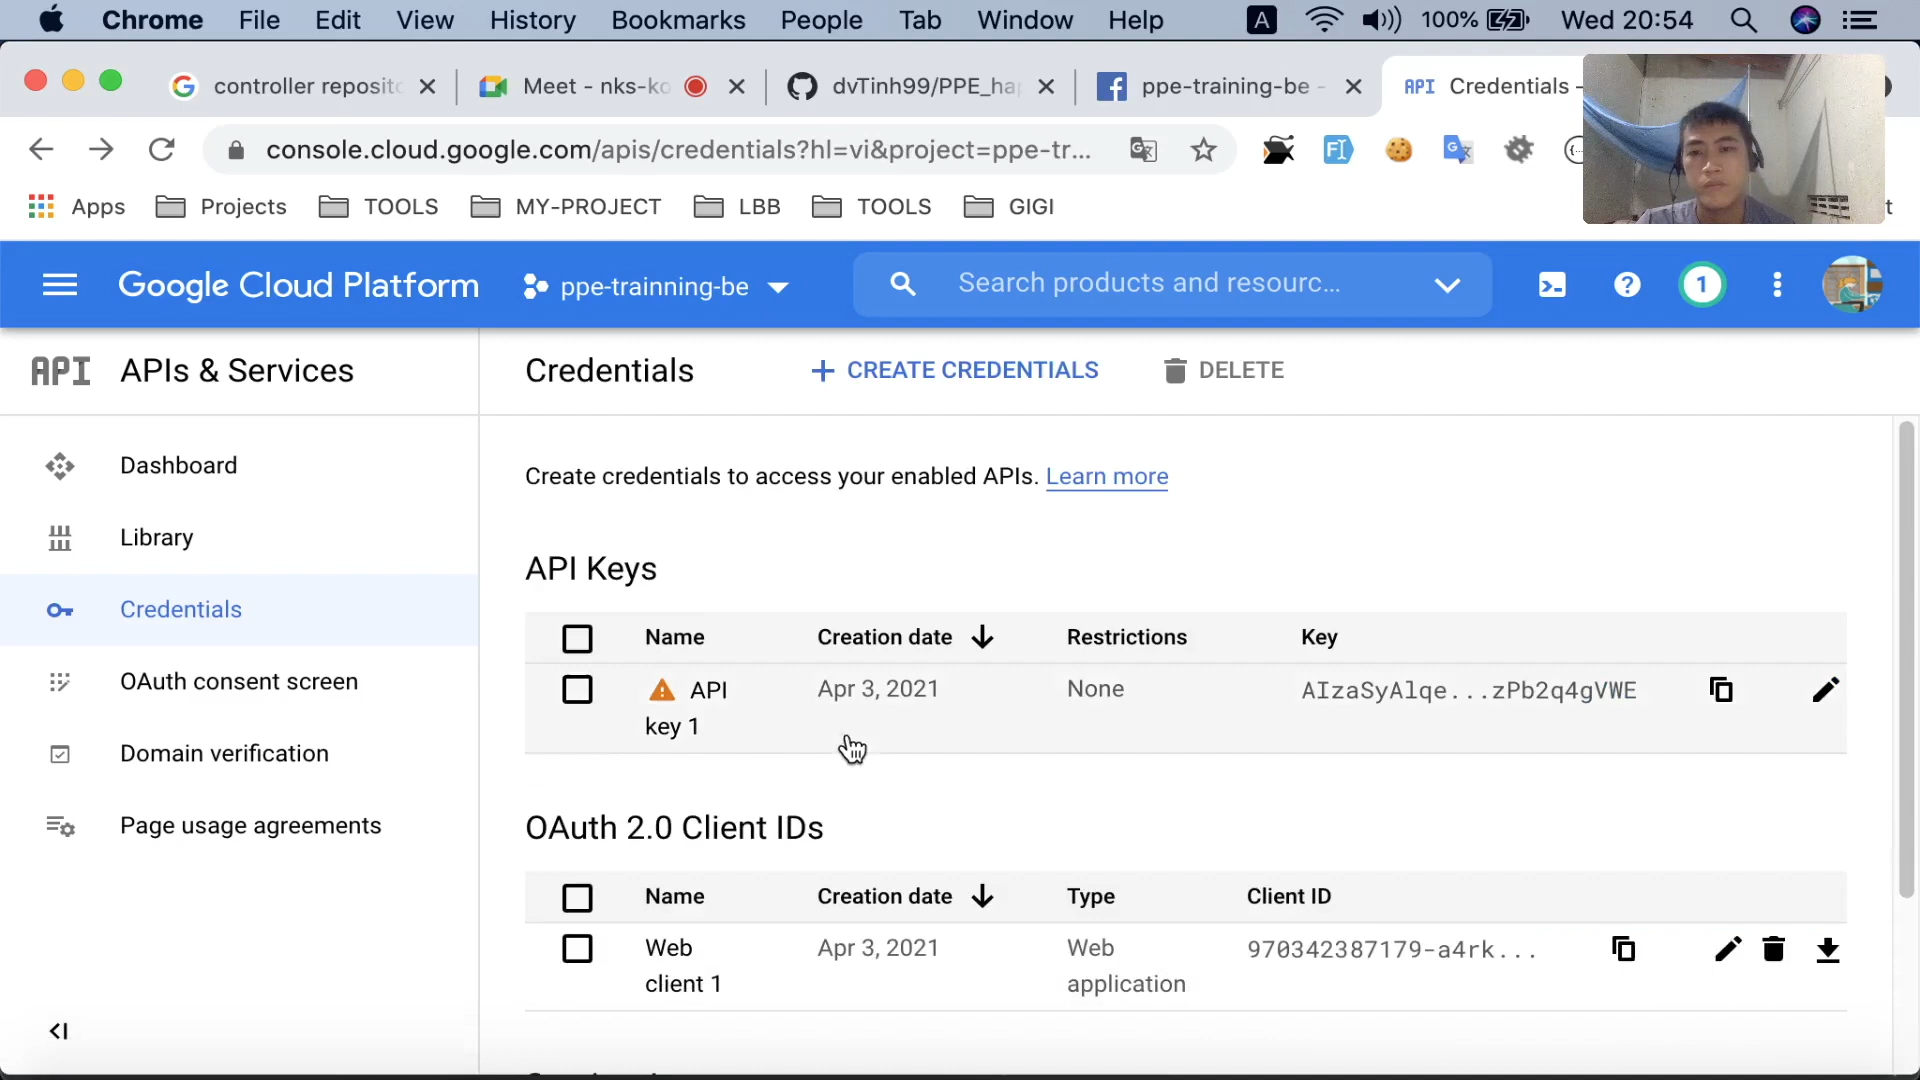 Chrome File Edit View History Bookmarks People Tab Window Help A 100% Wed 20:54
controller reposito Meet - nks-ko dvTinh99/PPE_ha ppe-training-be - API Credentials -
console.cloud.google.com/apis/credentials?hl=vi&project=ppe-tr...
Apps Projects TOOLS MY-PROJECT LBB TOOLS GIGI
Google Cloud Platform ppe-trainning-be Search products and resourc... 1
API APIs & Services
Credentials + CREATE CREDENTIALS DELETE
Dashboard
Library
Credentials
OAuth consent screen
Domain verification
Page usage agreements
Create credentials to access your enabled APIs. Learn more
API Keys
Name Creation date Restrictions Key
API key 1 Apr 3, 2021 None AIzaSyAlqe...zPb2q4gVWE
OAuth 2.0 Client IDs
Name Creation date Type Client ID
Web client 1 Apr 3, 2021 Web application 970342387179-a4rk...